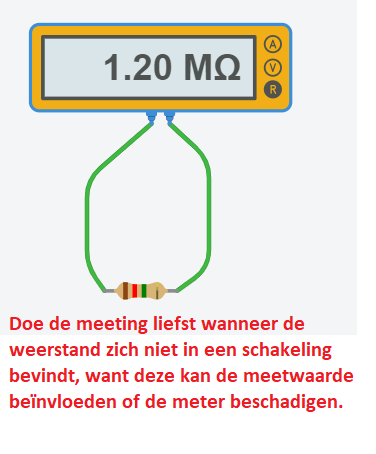 A
1.20 MΩ
V
R
Doe de meeting liefst wanneer de
weerstand zich niet in een schakeling
bevindt, want deze kan de meetwaarde
beïnvloeden of de meter beschadigen.